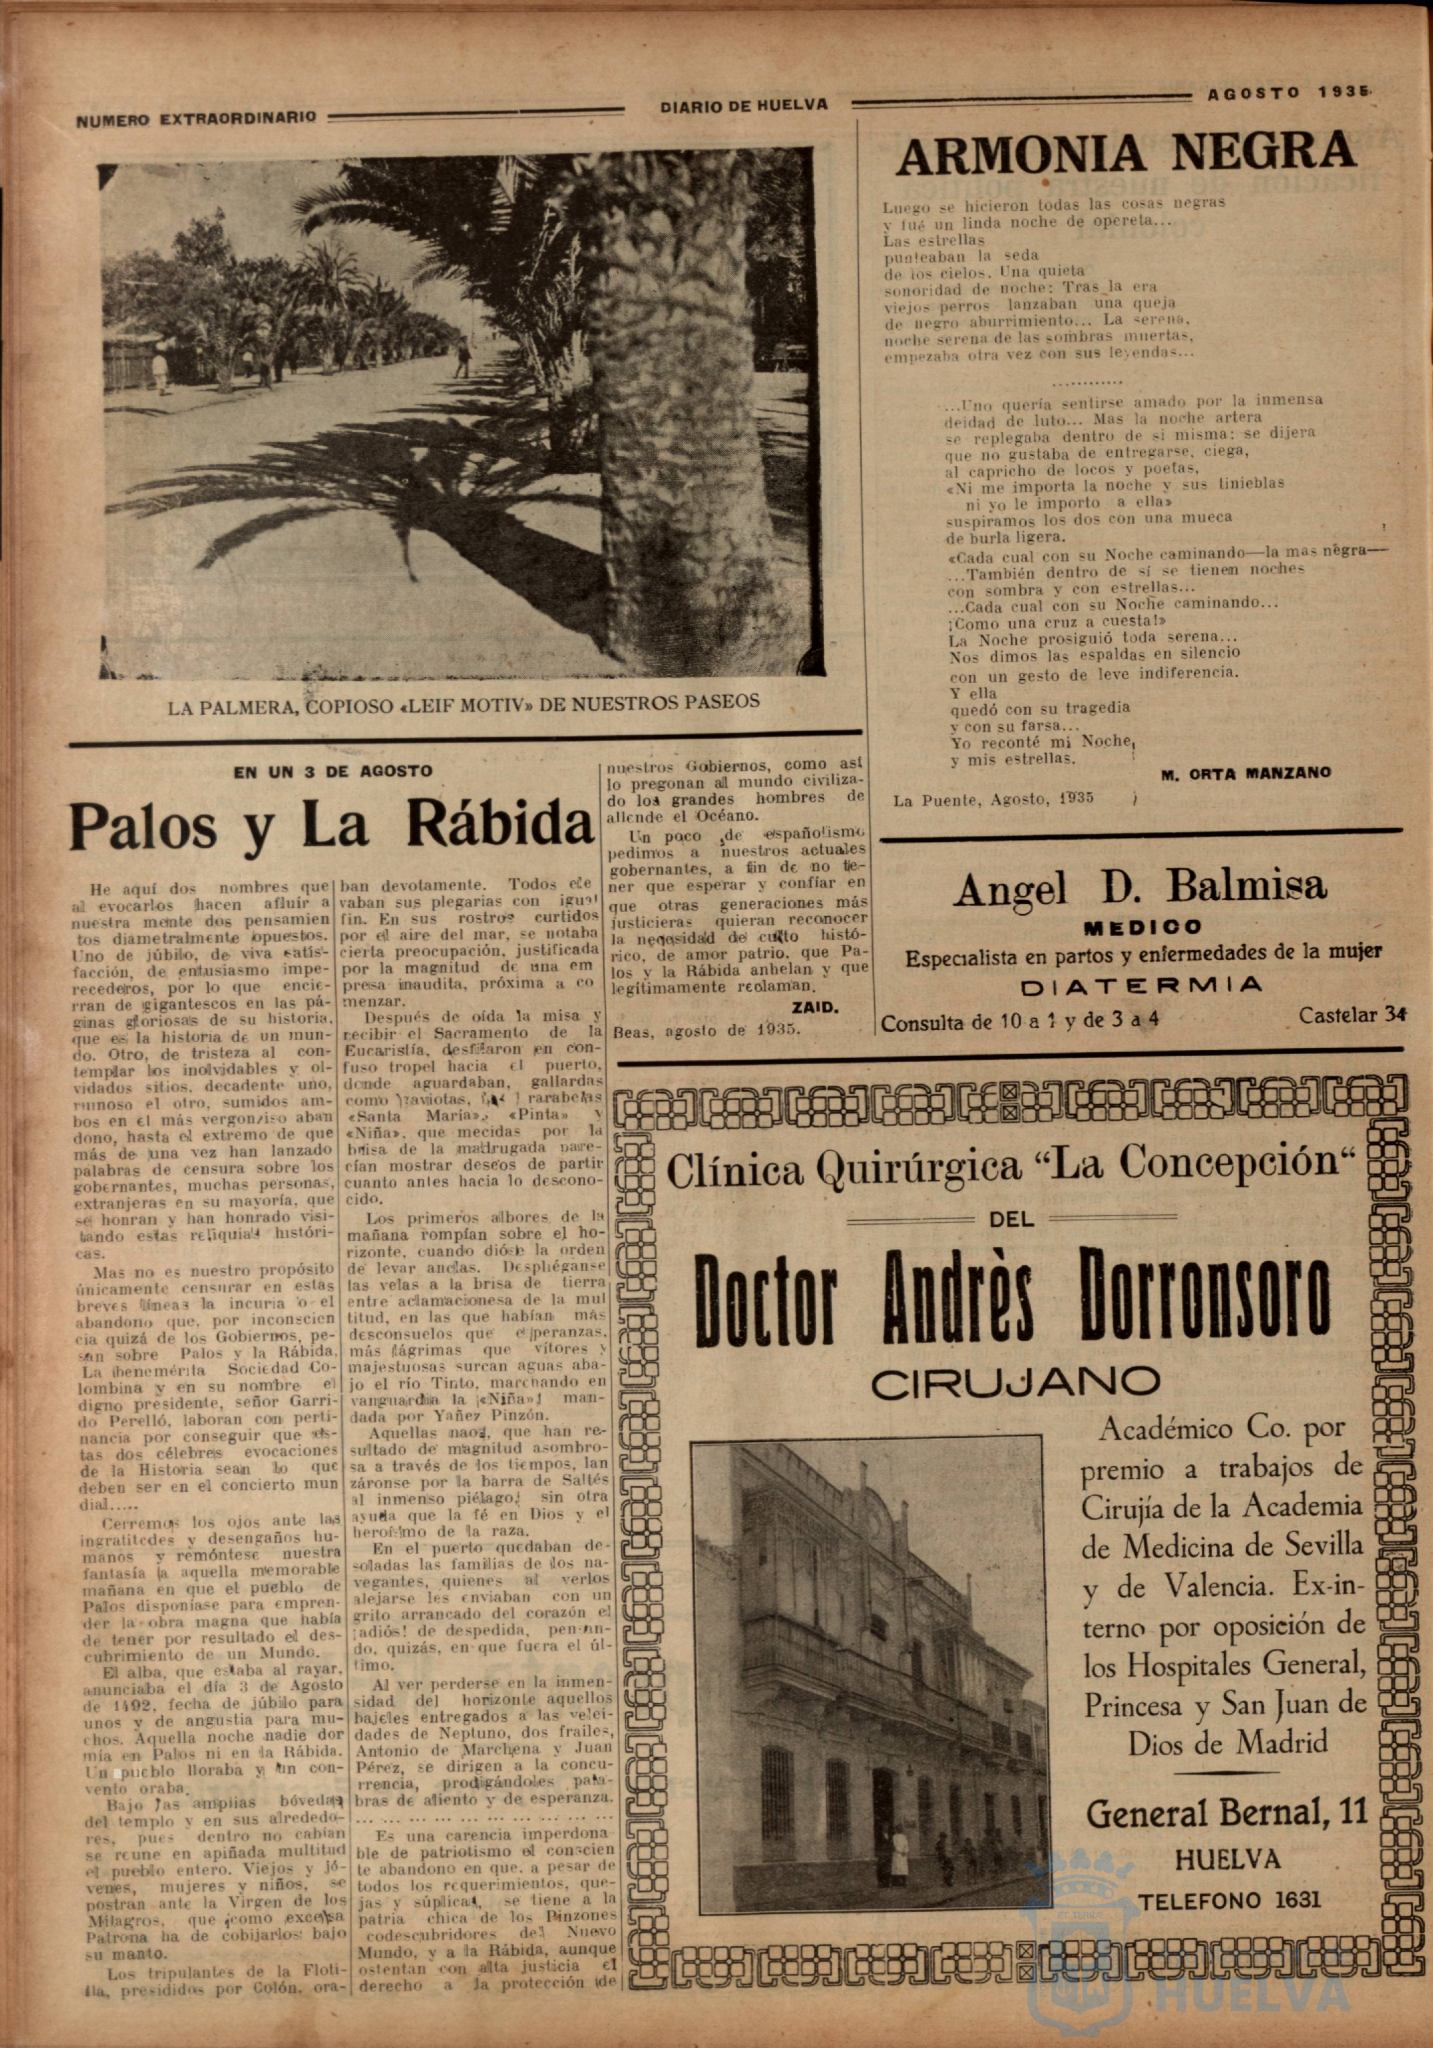 NUMERO EXTRAORDINARIO
DIARIO DE HUELVA
AGOSTO 1935
LA PALMERA, COPIOSO «LEIF MOTIV» DE NUESTROS PASEOS
EN UN 3 DE AGOSTO
Palos y La Rábida
He aquí dos nombres que
al evocarlos hacen afluir a
nuestra mente dos pensamien
tos diametralmente opuestos.
Uno de júbilo, de viva satis-
facción, de entusiasmo impe-
recederos, por lo que encie-
rran de gigantescos en las pá-
ginas gloriosas de su historia,
que es la historia de un mun-
do. Otro, de tristeza al con-
templar los inolvidables y ol-
vidados sitios, decadente uno,
ruinoso el otro, sumidos am-
bos en el más vergonzoso aban
dono, hasta el extremo de que
más de una vez han lanzado
palabras de censura sobre los
gobernantes, muchas personas,
extranjeras en su mayoría, que
se honran y han honrado visi-
tando estas reliquias históri-
cas.
Mas no es nuestro propósito
únicamente censurar en estas
breves líneas la incuria o el
abandono que, por inconscien
cia quizá de los Gobiernos, pe-
san sobre Palos y la Rábida.
La benemérita Sociedad Co-
lombina y en su nombre el
digno presidente, señor Garri-
do Perelló, laboran con perti-
nancia por conseguir que es-
tas dos célebres evocaciones
de la Historia sean lo que
deben ser en el concierto mun
dial.....
Cerremos los ojos ante las
ingratitedes y desengaños hu-
manos y remóntese nuestra
fantasía a aquella memorable
mañana en que el pueblo de
Palos disponíase para empren-
der la obra magna que había
de tener por resultado el des-
cubrimiento de un Mundo.
El alba, que estaba al rayar,
anunciaba el día 3 de Agosto
de 1492, fecha de júbilo para
unos y de angustia para mu-
chos. Aquella noche nadie dor
mía en Palos ni en la Rábida.
Un pueblo lloraba y un con-
vento oraba.
Bajo las amplias bóvedas
del templo y en sus alrededo-
res, pues dentro no cabían
se reune en apiñada multitud
el pueblo entero. Viejos y jó-
venes, mujeres y niños, se
postran ante la Virgen de los
Milagros, que como excelsa
Patrona ha de cobijarlos bajo
su manto.
Los tripulantes de la Floti-
lla, presididos por Colón, ora-
ban devotamente. Todos ele
vaban sus plegarias con igual
fin. En sus rostros curtidos
por el aire del mar, se notaba
cierta preocupación, justificada
por la magnitud de una em
presa inaudita, próxima a co
menzar.
Después de oída la misa y
recibir el Sacramento de la
Eucaristía, desfilaron en con-
fuso tropel hacia el puerto,
donde aguardaban, gallardas
como gaviotas, rarabelas
«Santa María», «Pinta» y
«Niña», que mecidas por la
brisa de la madrugada pare-
cían mostrar deseos de partir
cuanto antes hacia lo descono-
cido.
Los primeros albores de la
mañana rompían sobre el ho-
rizonte, cuando dióse la orden
de levar anclas. Despliéganse
las velas a la brisa de tierra
entre aclamacionesa de la mul
titud, en las que habían más
desconsuelos que esperanzas,
más lágrimas que vítores y
majestuosas surcan aguas aba-
jo el río Tinto, marchando en
vanguardia la «Niña» man-
dada por Yañez Pinzón.
Aquellas naos, que han re-
sultado de magnitud asombro-
sa a través de los tiempos, lan
záronse por la barra de Saltés
al inmenso piélago, sin otra
ayuda que la fé en Dios y el
heroísmo de la raza.
En el puerto quedaban de-
soladas las familias de los na-
vegantes, quienes al verlos
alejarse les enviaban con un
grito arrancado del corazón el
¡adiós! de despedida, pensan-
do, quizás, en que fuera el úl-
timo.
Al ver perderse en la inmen-
sidad del horizonte aquellos
bajeles entregados a las velei-
dades de Neptuno, dos frailes,
Antonio de Marchena y Juan
Pérez, se dirigen a la concu-
rrencia, prodigándoles pala-
bras de aliento y de esperanza.
... ... ... ... ... ... ... ... ... ...
Es una carencia imperdona
ble de patriotismo el conscien
te abandono en que, a pesar de
todos los requerimientos, que-
jas y súplicas, se tiene a la
patria chica de los Pinzones
codescubridores del Nuevo
Mundo, y a la Rábida, aunque
ostentan con alta justicia el
derecho a la protección de
nuestros Gobiernos, como así
lo pregonan al mundo civiliza-
do los grandes hombres de
allende el Océano.
Un poco de españolismo
pedimos a nuestros actuales
gobernantes, a fin de no te-
ner que esperar y confiar en
que otras generaciones más
justicieras quieran reconocer
la necesidad de culto histó-
rico, de amor patrio, que Pa-
los y la Rábida anhelan y que
legítimamente reclaman.
ZAID.
Beas, agosto de 1935.
ARMONIA NEGRA
Luego se hicieron todas las cosas negras
y fué un linda noche de opereta...
Las estrellas
punteaban la seda
de los cielos. Una quieta
sonoridad de noche: Tras la era
viejos perros lanzaban una queja
de negro aburrimiento... La serena,
noche serena de las sombras muertas,
empezaba otra vez con sus leyendas...
............
...Uno quería sentirse amado por la inmensa
deidad de luto... Mas la noche artera
se replegaba dentro de si misma: se dijera
que no gustaba de entregarse, ciega,
al capricho de locos y poetas,
«Ni me importa la noche y sus tinieblas
ni yo le importo a ella»
suspiramos los dos con una mueca
de burla ligera.
«Cada cual con su Noche caminando—la mas negra—
...También dentro de sí se tienen noches
con sombra y con estrellas...
...Cada cual con su Noche caminando...
¡Como una cruz a cuesta!»
La Noche prosiguió toda serena...
Nos dimos las espaldas en silencio
con un gesto de leve indiferencia.
Y ella
quedó con su tragedia
y con su farsa...
Yo reconté mi Noche,
y mis estrellas.
M. ORTA MANZANO
La Puente, Agosto, 1935
Angel D. Balmisa
MEDICO
Especialista en partos y enfermedades de la mujer
DIATERMIA
Consulta de 10 a 1 y de 3 a 4
Castelar 34
Clínica Quirúrgica "La Concepción"
DEL
Doctor Andrès Dorronsoro
CIRUJANO
Académico Co. por
premio a trabajos de
Cirujía de la Academia
de Medicina de Sevilla
y de Valencia. Ex-in-
terno por oposición de
los Hospitales General,
Princesa y San Juan de
Dios de Madrid
General Bernal, 11
HUELVA
TELEFONO 1631
HUELVA